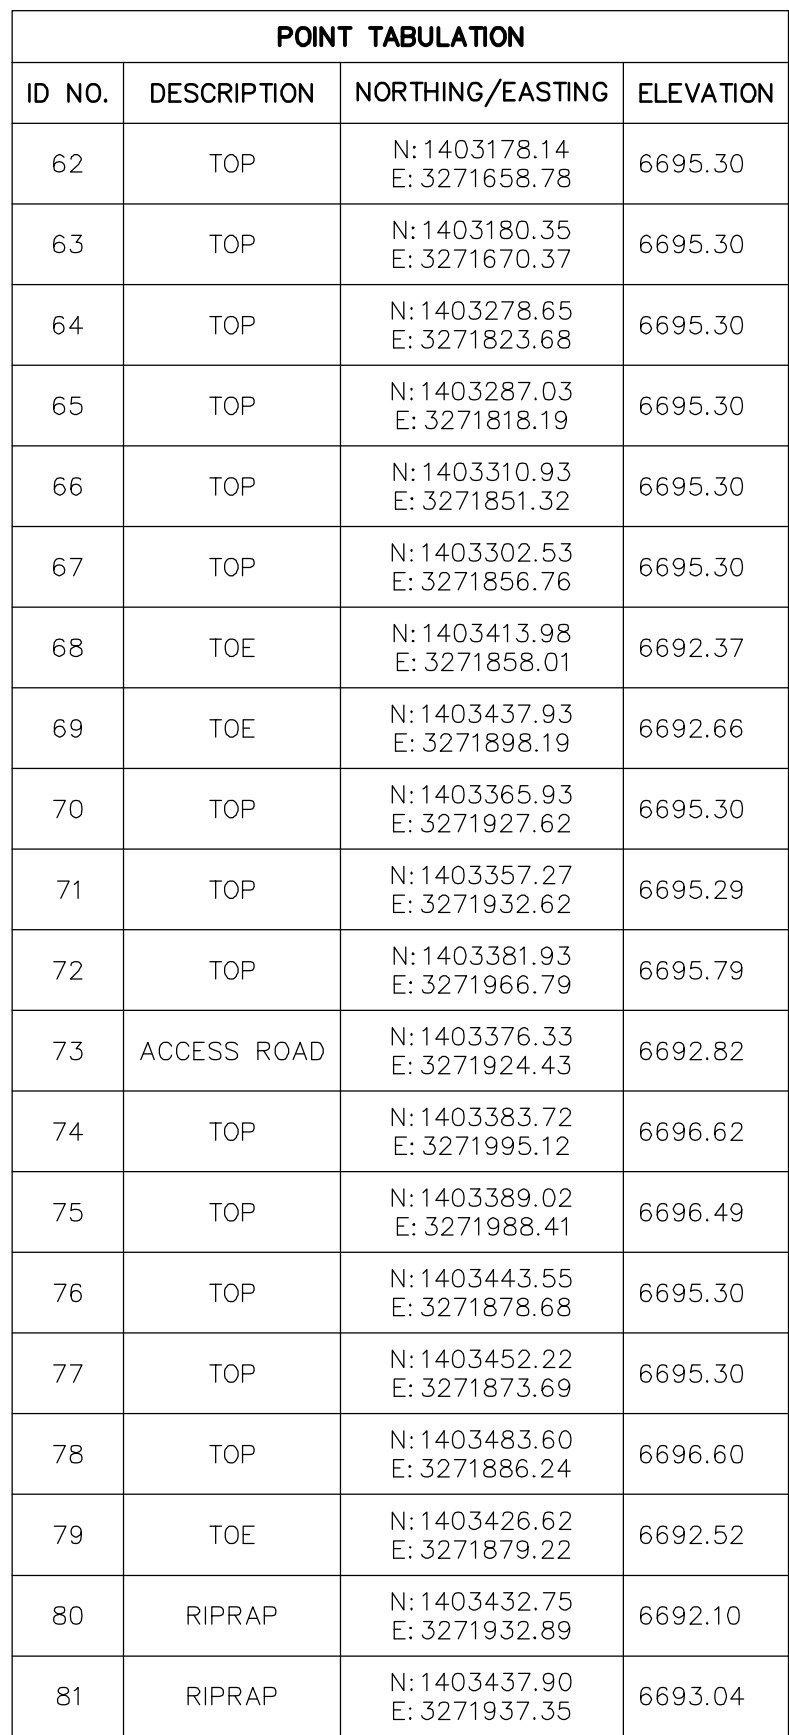 POINT TABULATION
ID NO. DESCRIPTION NORTHING/EASTING ELEVATION
62 TOP N:1403178.14 E:3271658.78 6695.30
63 TOP N:1403180.35 E:3271670.37 6695.30
64 TOP N:1403278.65 E:3271823.68 6695.30
65 TOP N:1403287.03 E:3271818.19 6695.30
66 TOP N:1403310.93 E:3271851.32 6695.30
67 TOP N:1403302.53 E:3271856.76 6695.30
68 TOE N:1403413.98 E:3271858.01 6692.37
69 TOE N:1403437.93 E:3271898.19 6692.66
70 TOP N:1403365.93 E:3271927.62 6695.30
71 TOP N:1403357.27 E:3271932.62 6695.29
72 TOP N:1403381.93 E:3271966.79 6695.79
73 ACCESS ROAD N:1403376.33 E:3271924.43 6692.82
74 TOP N:1403383.72 E:3271995.12 6696.62
75 TOP N:1403389.02 E:3271988.41 6696.49
76 TOP N:1403443.55 E:3271878.68 6695.30
77 TOP N:1403452.22 E:3271873.69 6695.30
78 TOP N:1403483.60 E:3271886.24 6696.60
79 TOE N:1403426.62 E:3271879.22 6692.52
80 RIPRAP N:1403432.75 E:3271932.89 6692.10
81 RIPRAP N:1403437.90 E:3271937.35 6693.04